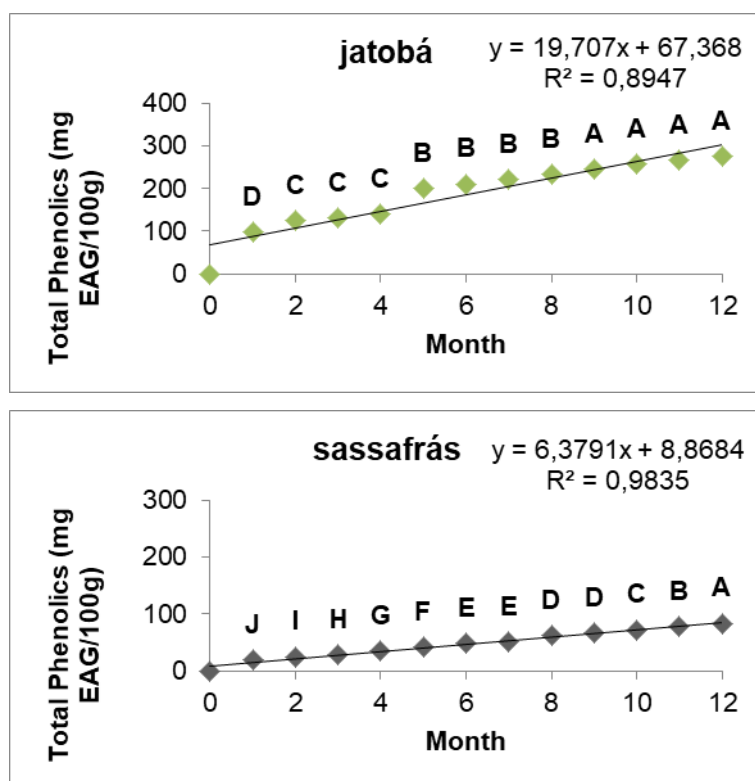 jatobá
y = 19,707x + 67,368
R² = 0,8947
Total Phenolics (mg
EAG/100g)
400
300
200
100
0
D C C C B B B B A A A A
0 2 4 6 8 10 12
Month
sassafrás
y = 6,3791x + 8,8684
R² = 0,9835
Total Phenolics (mg
EAG/100g)
300
200
100
0
J I H G F E E D D C B A
0 2 4 6 8 10 12
Month